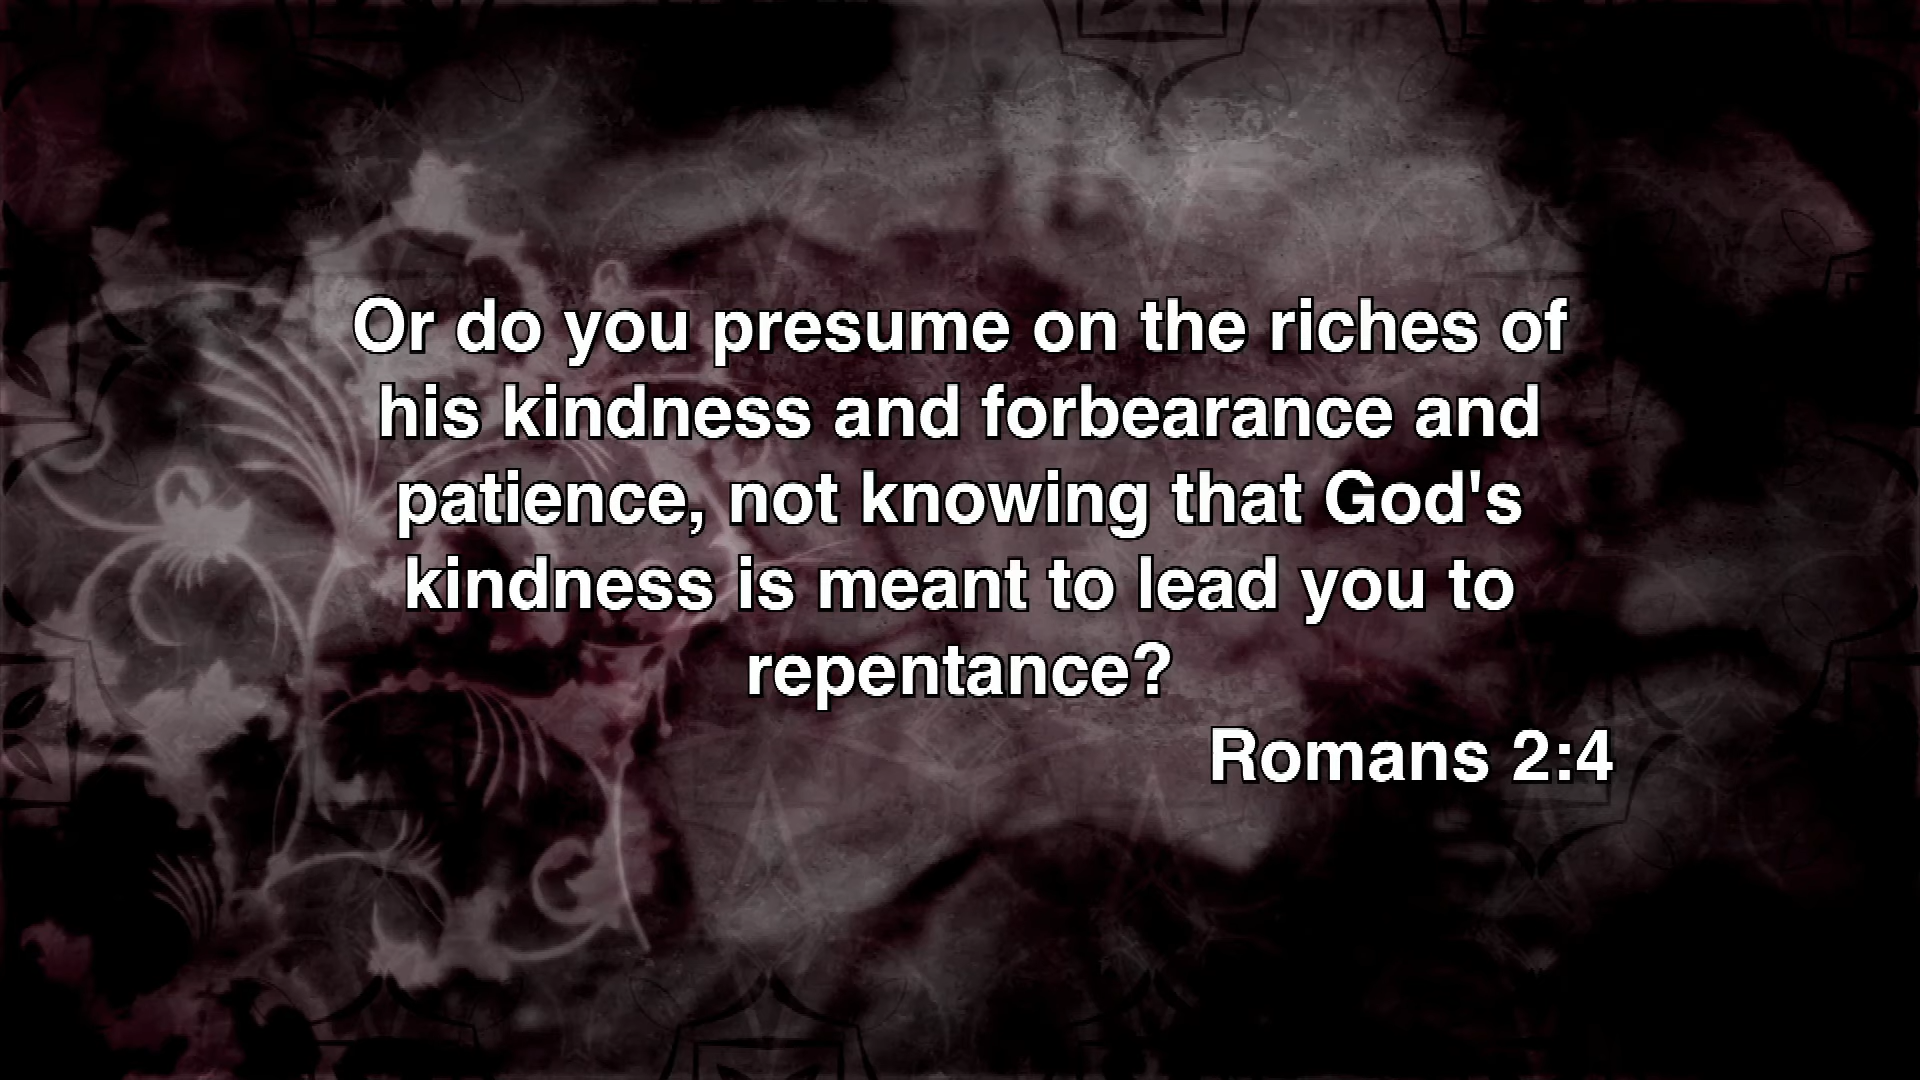 Or do you presume on the riches of
his kindness and forbearance and
patience, not knowing that God's
kindness is meant to lead you to
repentance?
Romans 2:4